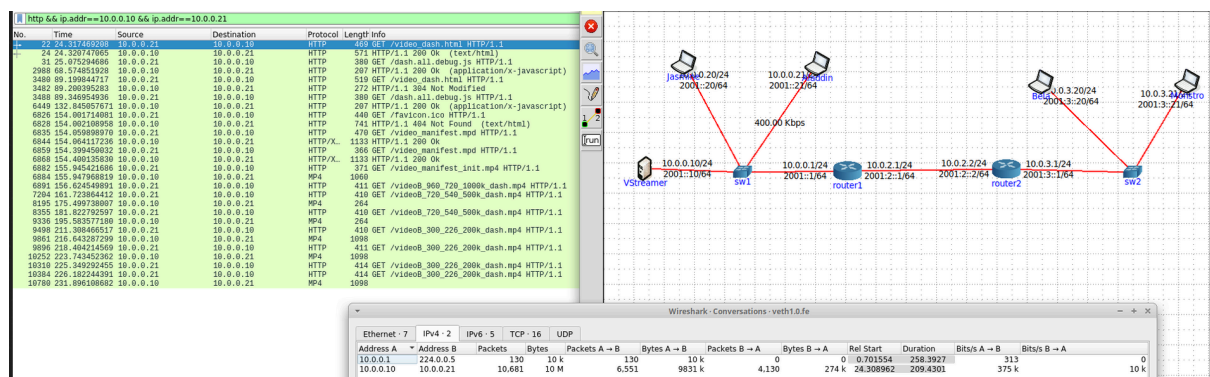 http && ip.addr==10.0.0.10 && ip.addr==10.0.0.21
No. Time Source Destination Protocol Length Info
22 24.317469208 10.0.0.21 10.0.0.10 HTTP 469 GET /video_dash.html HTTP/1.1
24 24.320747065 10.0.0.10 10.0.0.21 HTTP 571 HTTP/1.1 200 Ok (text/html)
31 25.075294686 10.0.0.21 10.0.0.10 HTTP 380 GET /dash.all.debug.js HTTP/1.1
2988 68.574851928 10.0.0.10 10.0.0.21 HTTP 207 HTTP/1.1 200 Ok (application/x-javascript)
3480 89.199844717 10.0.0.21 10.0.0.10 HTTP 519 GET /video_dash.html HTTP/1.1
3482 89.200395283 10.0.0.10 10.0.0.21 HTTP 272 HTTP/1.1 304 Not Modified
3488 89.346954936 10.0.0.21 10.0.0.10 HTTP 380 GET /dash.all.debug.js HTTP/1.1
6449 132.845057671 10.0.0.10 10.0.0.21 HTTP 207 HTTP/1.1 200 Ok (application/x-javascript)
6826 154.001714081 10.0.0.21 10.0.0.10 HTTP 440 GET /favicon.ico HTTP/1.1
6828 154.002108958 10.0.0.10 10.0.0.21 HTTP 741 HTTP/1.1 404 Not Found (text/html)
6835 154.059898970 10.0.0.21 10.0.0.10 HTTP 470 GET /video_manifest.mpd HTTP/1.1
6844 154.064117236 10.0.0.10 10.0.0.21 HTTP/X… 1133 HTTP/1.1 200 Ok
6859 154.399450032 10.0.0.21 10.0.0.10 HTTP 366 GET /video_manifest.mpd HTTP/1.1
6868 154.400135830 10.0.0.10 10.0.0.21 HTTP/X… 1133 HTTP/1.1 200 Ok
6882 155.945421686 10.0.0.21 10.0.0.10 HTTP 371 GET /video_manifest_init.mp4 HTTP/1.1
6884 155.947968819 10.0.0.10 10.0.0.21 MP4 1060
6891 156.624549891 10.0.0.21 10.0.0.10 HTTP 411 GET /videoB_960_720_1000k_dash.mp4 HTTP/1.1
7204 161.723864412 10.0.0.21 10.0.0.10 HTTP 410 GET /videoB_720_540_500k_dash.mp4 HTTP/1.1
8195 175.499738007 10.0.0.10 10.0.0.21 MP4 264
8355 181.822792597 10.0.0.21 10.0.0.10 HTTP 410 GET /videoB_720_540_500k_dash.mp4 HTTP/1.1
9336 195.583577180 10.0.0.10 10.0.0.21 MP4 264
9498 211.308466517 10.0.0.21 10.0.0.10 HTTP 410 GET /videoB_300_226_200k_dash.mp4 HTTP/1.1
9861 216.643287299 10.0.0.10 10.0.0.21 MP4 1098
9896 218.404214569 10.0.0.21 10.0.0.10 HTTP 411 GET /videoB_300_226_200k_dash.mp4 HTTP/1.1
10252 223.743452362 10.0.0.10 10.0.0.21 MP4 1098
10310 225.349292455 10.0.0.21 10.0.0.10 HTTP 414 GET /videoB_300_226_200k_dash.mp4 HTTP/1.1
10384 226.182244391 10.0.0.21 10.0.0.10 HTTP 414 GET /videoB_300_226_200k_dash.mp4 HTTP/1.1
10780 231.896108682 10.0.0.10 10.0.0.21 MP4 1098
run
2001::20/64
2001::21/64
400.00 Kbps
Bela
10.0.3.20/24
2001:3::20/64
2001:3::21/64
10.0.0.10/24
2001::10/64
VStreamer
sw1
10.0.0.1/24
2001::1/64
router1
10.0.2.1/24
2001:2::1/64
10.0.2.2/24
2001:2::2/64
router2
10.0.3.1/24
2001:3::1/64
sw2
Wireshark · Conversations · veth1.0.fe
Ethernet · 7 IPv4 · 2 IPv6 · 5 TCP · 16 UDP
Address A Address B Packets Bytes Packets A → B Bytes A → B Packets B → A Bytes B → A Rel Start Duration Bits/s A → B Bits/s B → A
10.0.0.1 224.0.0.5 130 10 k 130 10 k 0 0 0.701554 258.3927 313 0
10.0.0.10 10.0.0.21 10,681 10 M 6,551 9831 k 4,130 274 k 24.308962 209.4301 375 k 10 k